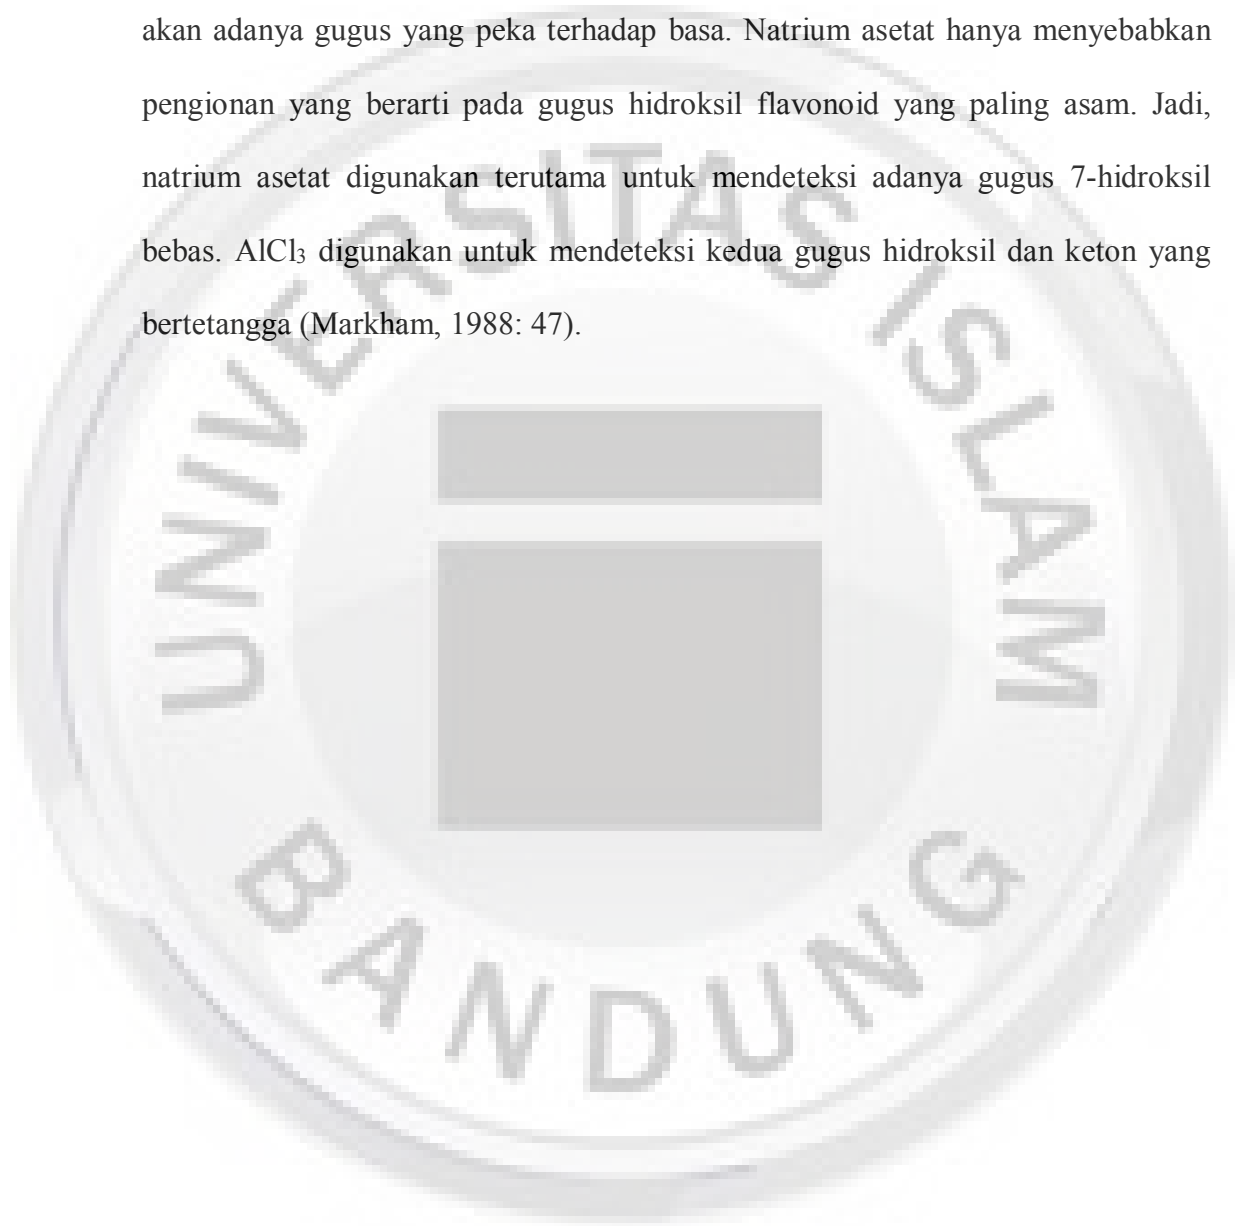 akan adanya gugus yang peka terhadap basa. Natrium asetat hanya menyebabkan
pengionan yang berarti pada gugus hidroksil flavonoid yang paling asam. Jadi,
natrium asetat digunakan terutama untuk mendeteksi adanya gugus 7-hidroksil
bebas. AlCl₃ digunakan untuk mendeteksi kedua gugus hidroksil dan keton yang
bertetangga (Markham, 1988: 47).
UNIVERSITAS ISLAM
BANDUNG